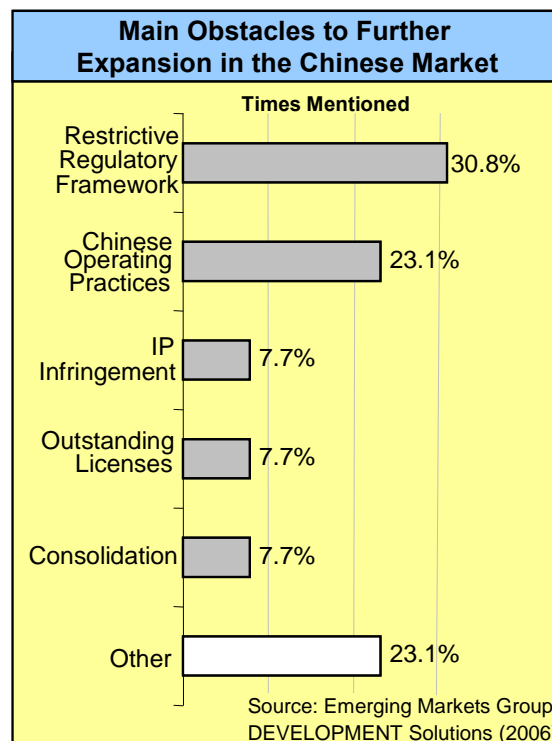 Main Obstacles to Further
Expansion in the Chinese Market
Times Mentioned
Restrictive
Regulatory
Framework
30.8%
Chinese
Operating
Practices
23.1%
IP
Infringement
7.7%
Outstanding
Licenses
7.7%
Consolidation
7.7%
Other
23.1%
Source: Emerging Markets Group
DEVELOPMENT Solutions (2006